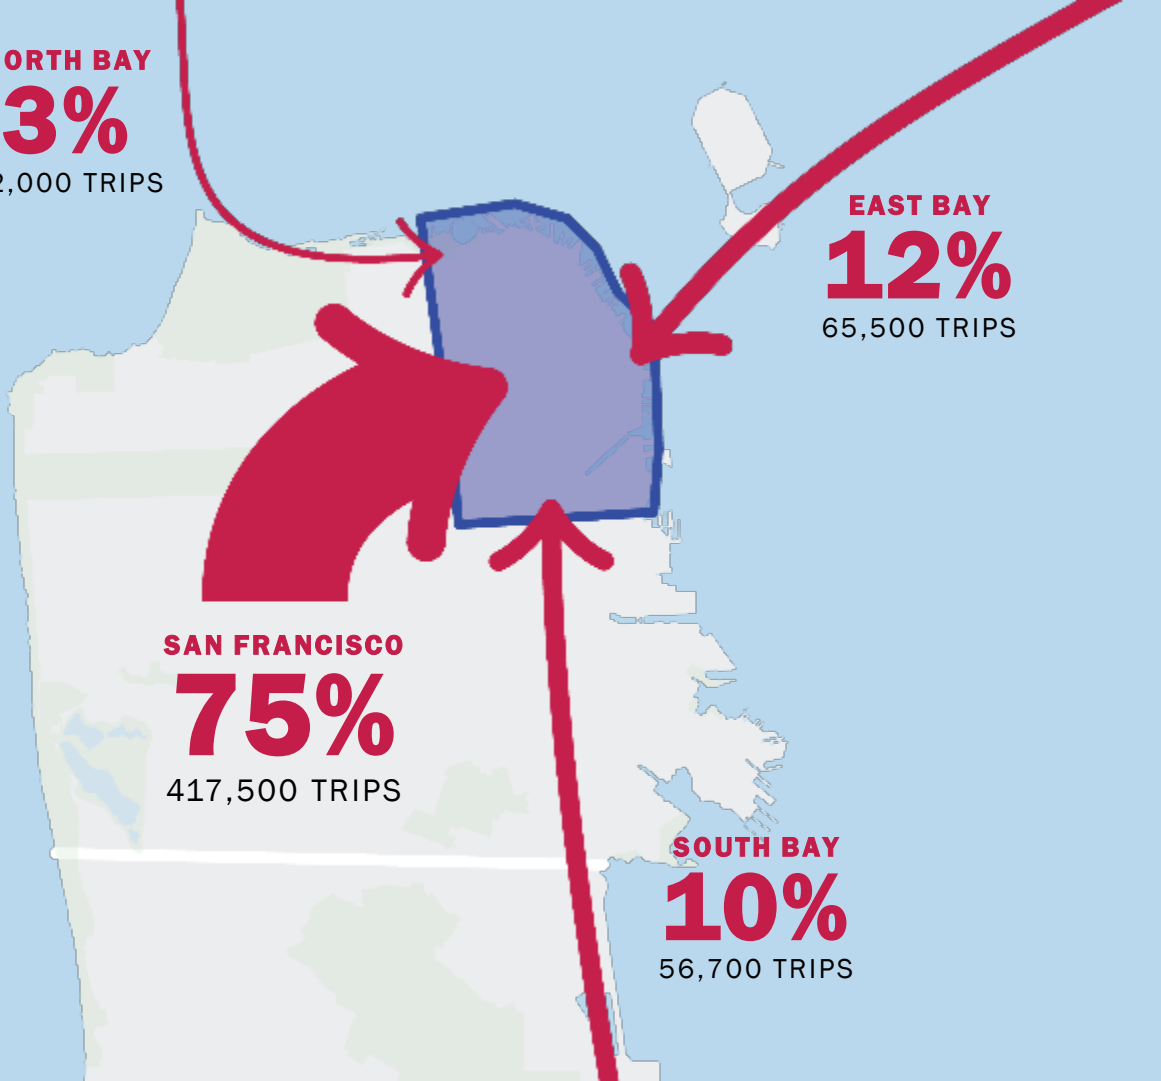 ORTH BAY
3%
2,000 TRIPS
EAST BAY
12%
65,500 TRIPS
SAN FRANCISCO
75%
417,500 TRIPS
SOUTH BAY
10%
56,700 TRIPS